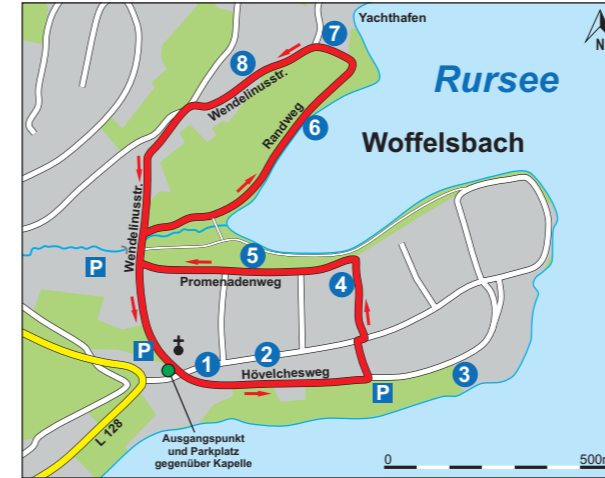 Yachthafen
N
7
8
Rursee
Wendelinusstr.
6
Randweg
Woffelsbach
Wendelinusstr.
5
P
Promenadenweg
4
P
1
2
Hövelchesweg
3
P
L 128
Ausgangspunkt
und Parkplatz
gegenüber Kapelle
0 500m